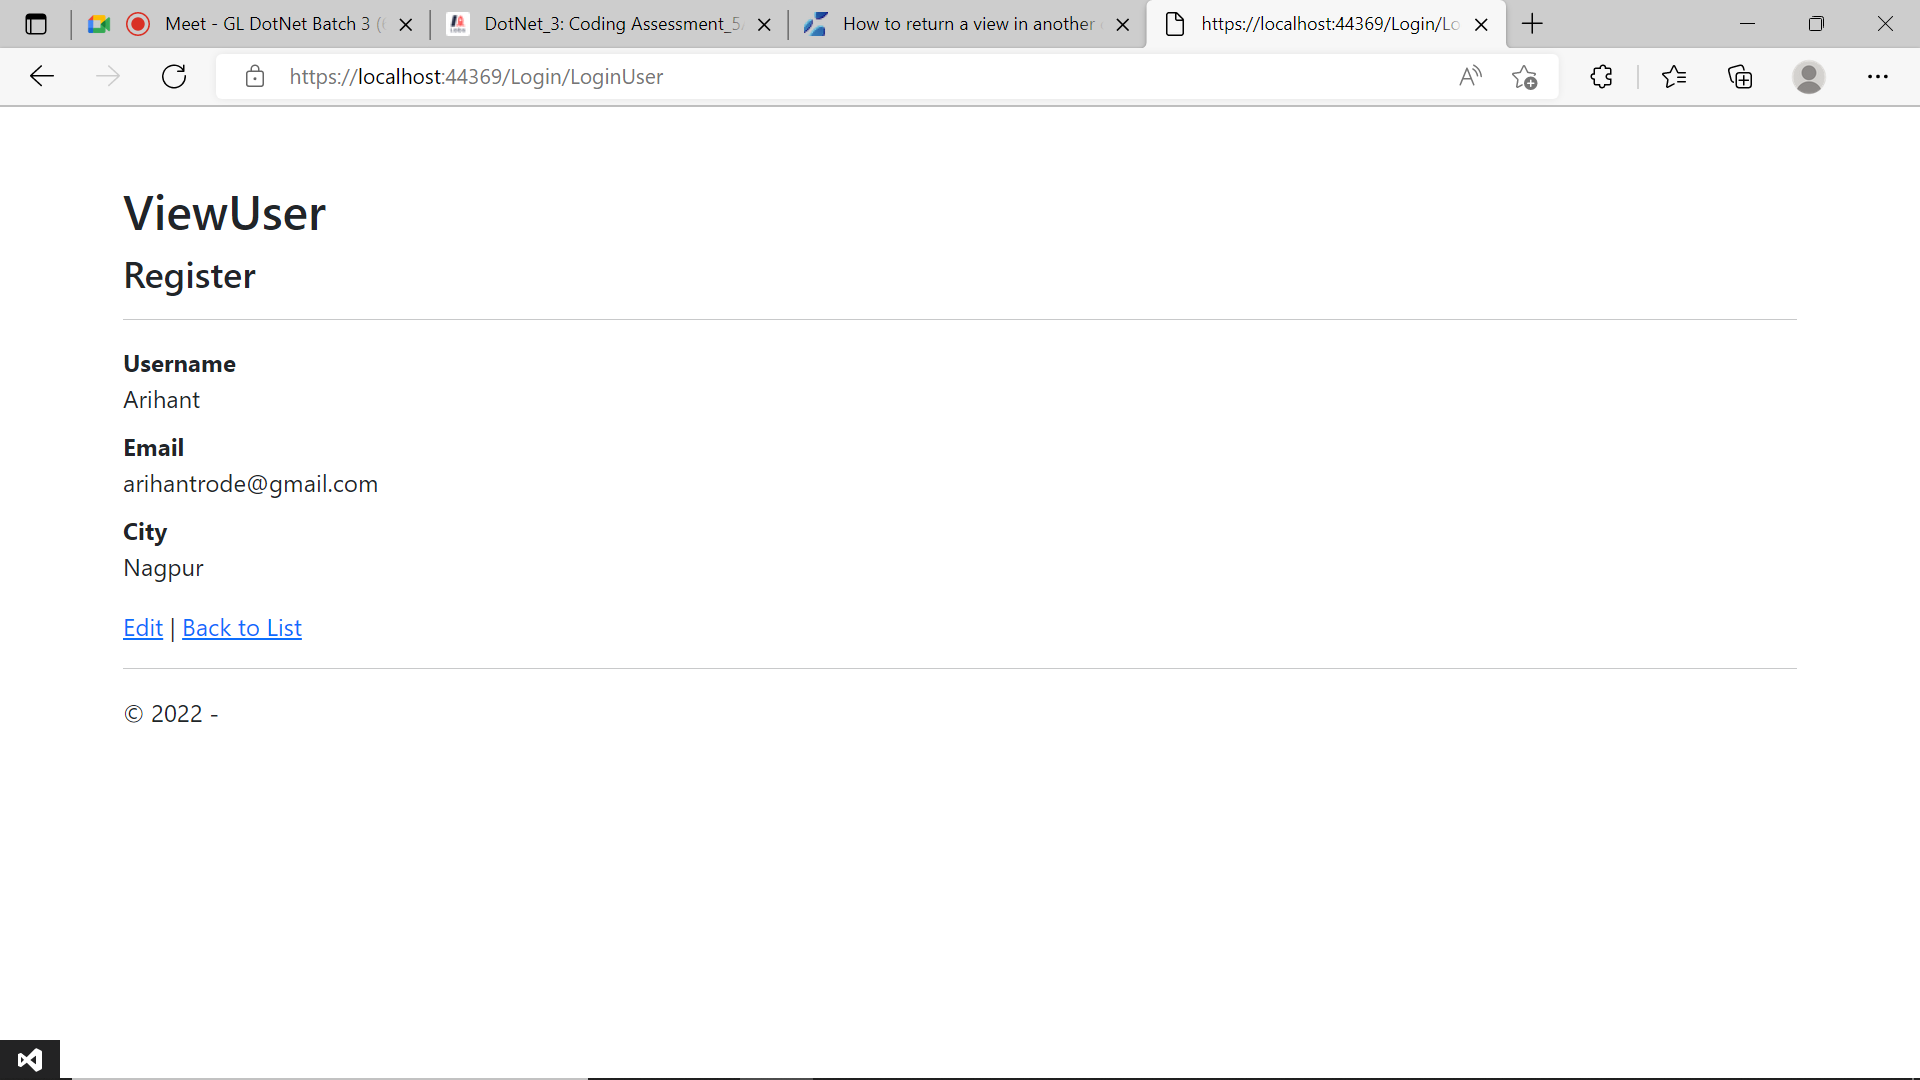 Meet - GL DotNet Batch 3
DotNet_3: Coding Assessment_5
How to return a view in another
https://localhost:44369/Login/Lo
https://localhost:44369/Login/LoginUser
ViewUser
Register
Username
Arihant
Email
arihantrode@gmail.com
City
Nagpur
Edit | Back to List
© 2022 -